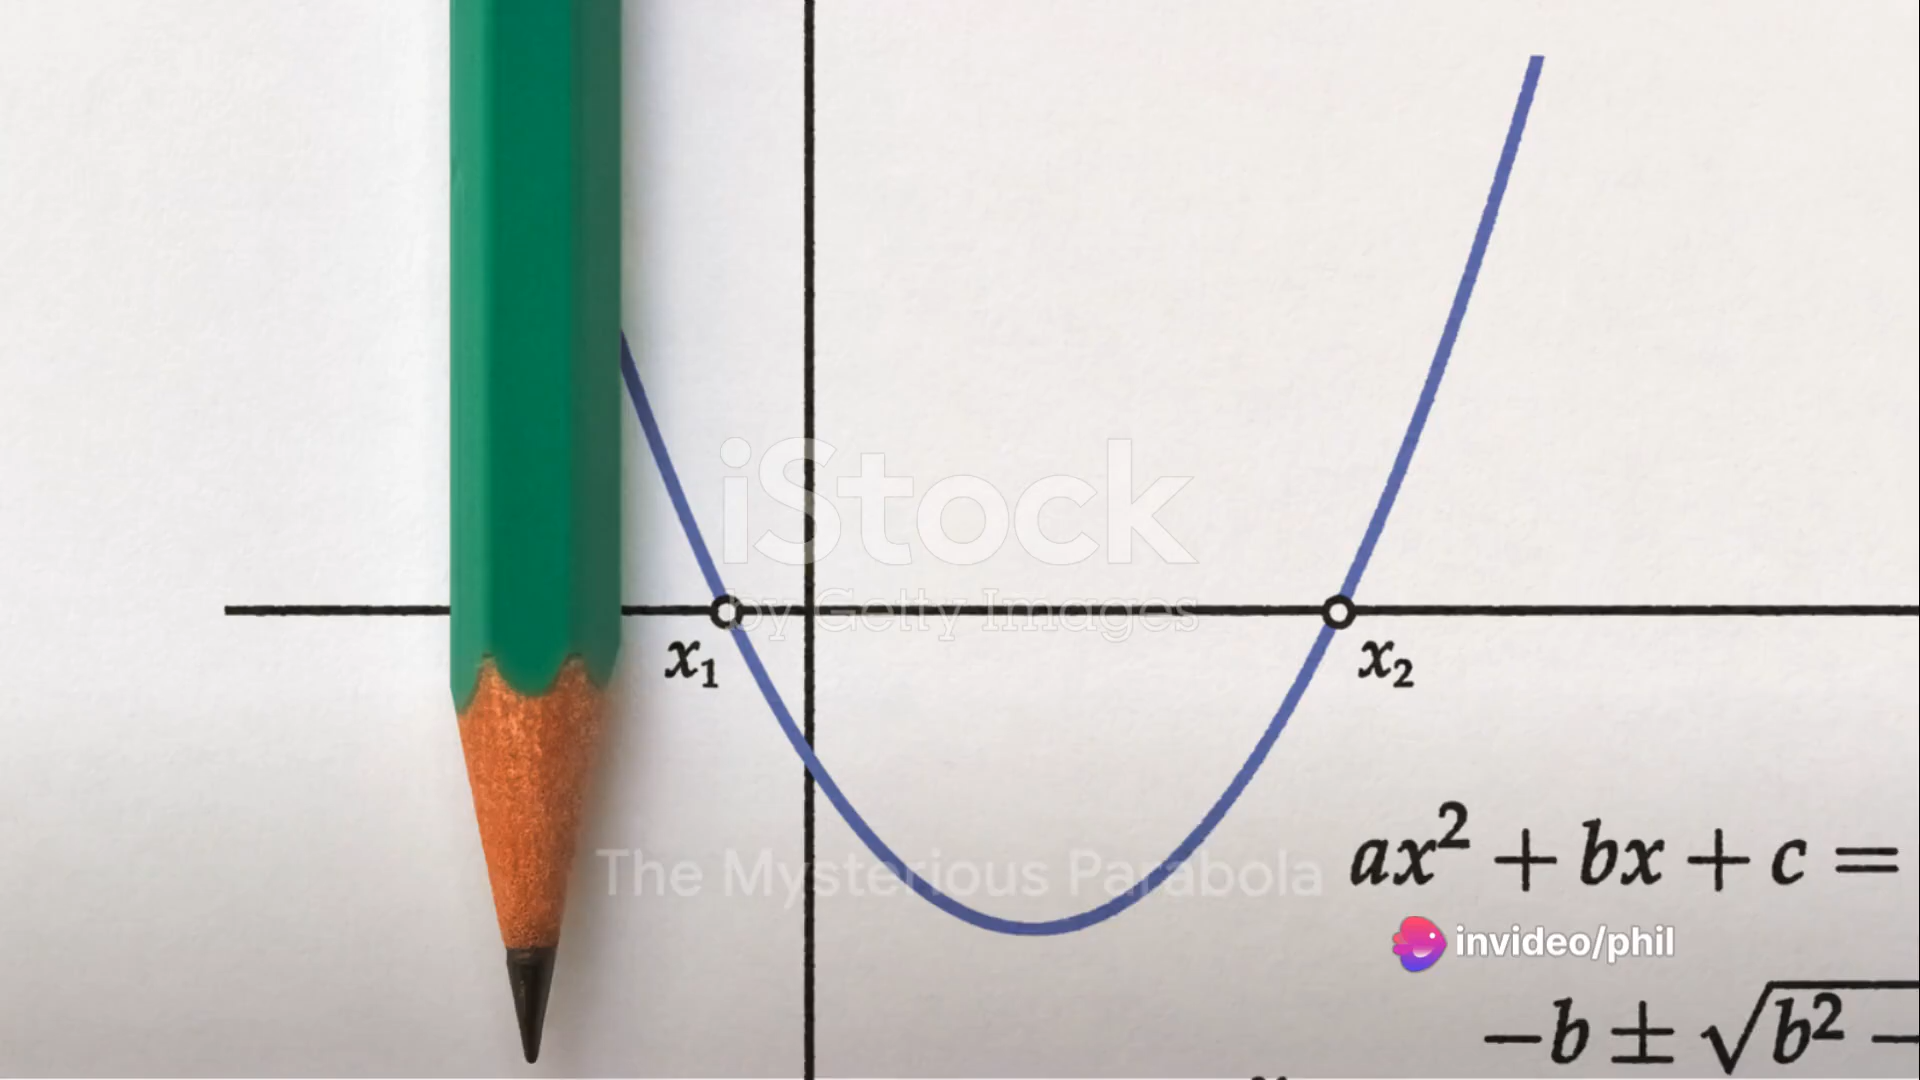 iStock
by Getty Images
x₁
x₂
The Mysterious Parabola
ax² + bx + c =
invideo/phil
−b ± √b² −